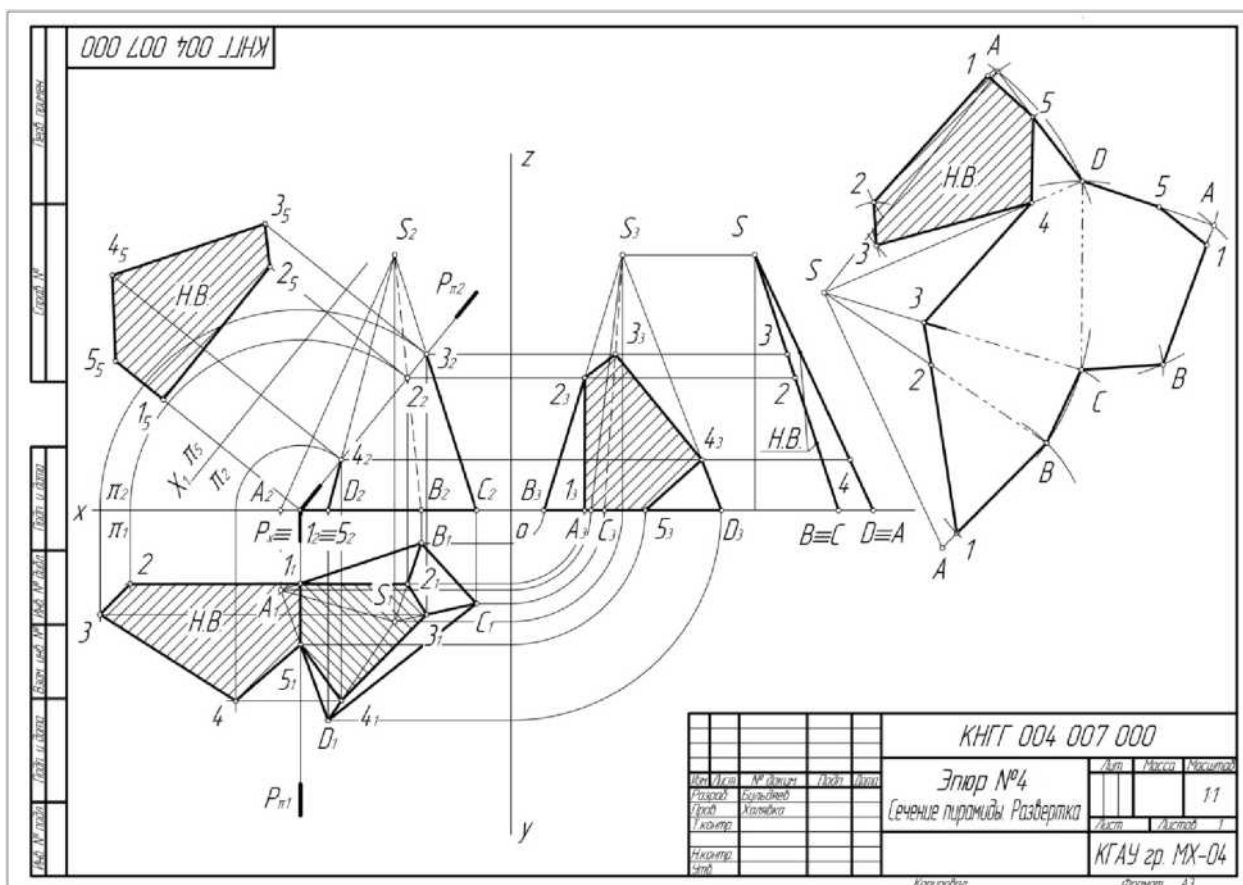 КНГГ 004 007 000
Перв. примен.
Справ. №
Подп. и дата
Инв. № дубл.
Взам. инв. №
Подп. и дата
Инв. № подл.
z
S₂
S₃
S
3₅
4₅
2₅
Н.В.
5₅
1₅
Pπ2
3₂
2₂
4₂
X₁
π₅
π₂
3₃
2₃
4₃
3
2
Н.В.
4
x
π₂
π₁
A₂
D₂
B₂
C₂
Pₓ≡
1₂≡5₂
o
B₃
1₃
A₃
C₃
5₃
D₃
B≡C
D≡A
2
1₁
B₁
2₁
A₁
S₁
C₁
3
Н.В
3₁
5₁
4
4₁
D₁
Pπ1
y
1
A
5
D
2
Н.В.
3
4
5
A
1
S
3
2
C
B
B
A
1
КНГГ 004 007 000
Изм Лист № докум. Подп. Дата
Разраб. Бульдяев
Пров. Халявка
Т.контр.
Н.контр.
Утв.
Эпюр №4
Сечение пирамиды. Развертка
Лит Масса Масштаб
1:1
Лист Листов 1
КГАУ гр. МХ-04
Копировал Формат А3